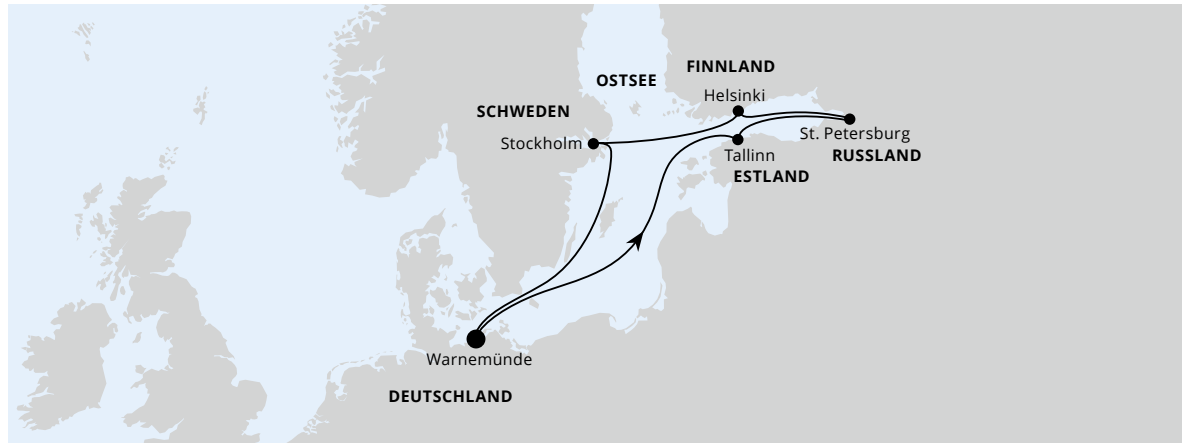 FINNLAND
OSTSEE
Helsinki
SCHWEDEN
Stockholm
St. Petersburg
Tallinn
RUSSLAND
ESTLAND
Warnemünde
DEUTSCHLAND